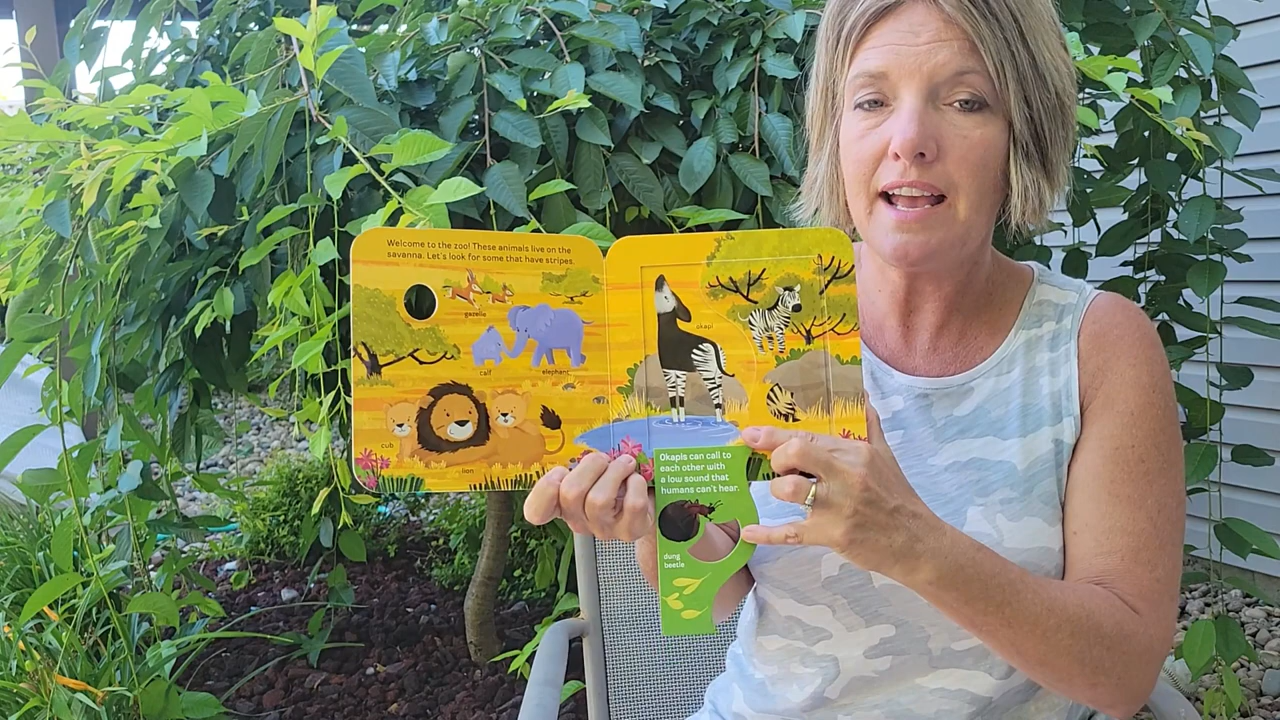 Welcome to the zoo! These animals live on the
savanna. Let's look for some that have stripes.
gazelle
calf
elephant
cub
lion
okapi
Okapis can call to
each other with
a low sound that
humans can't hear.
dung
beetle